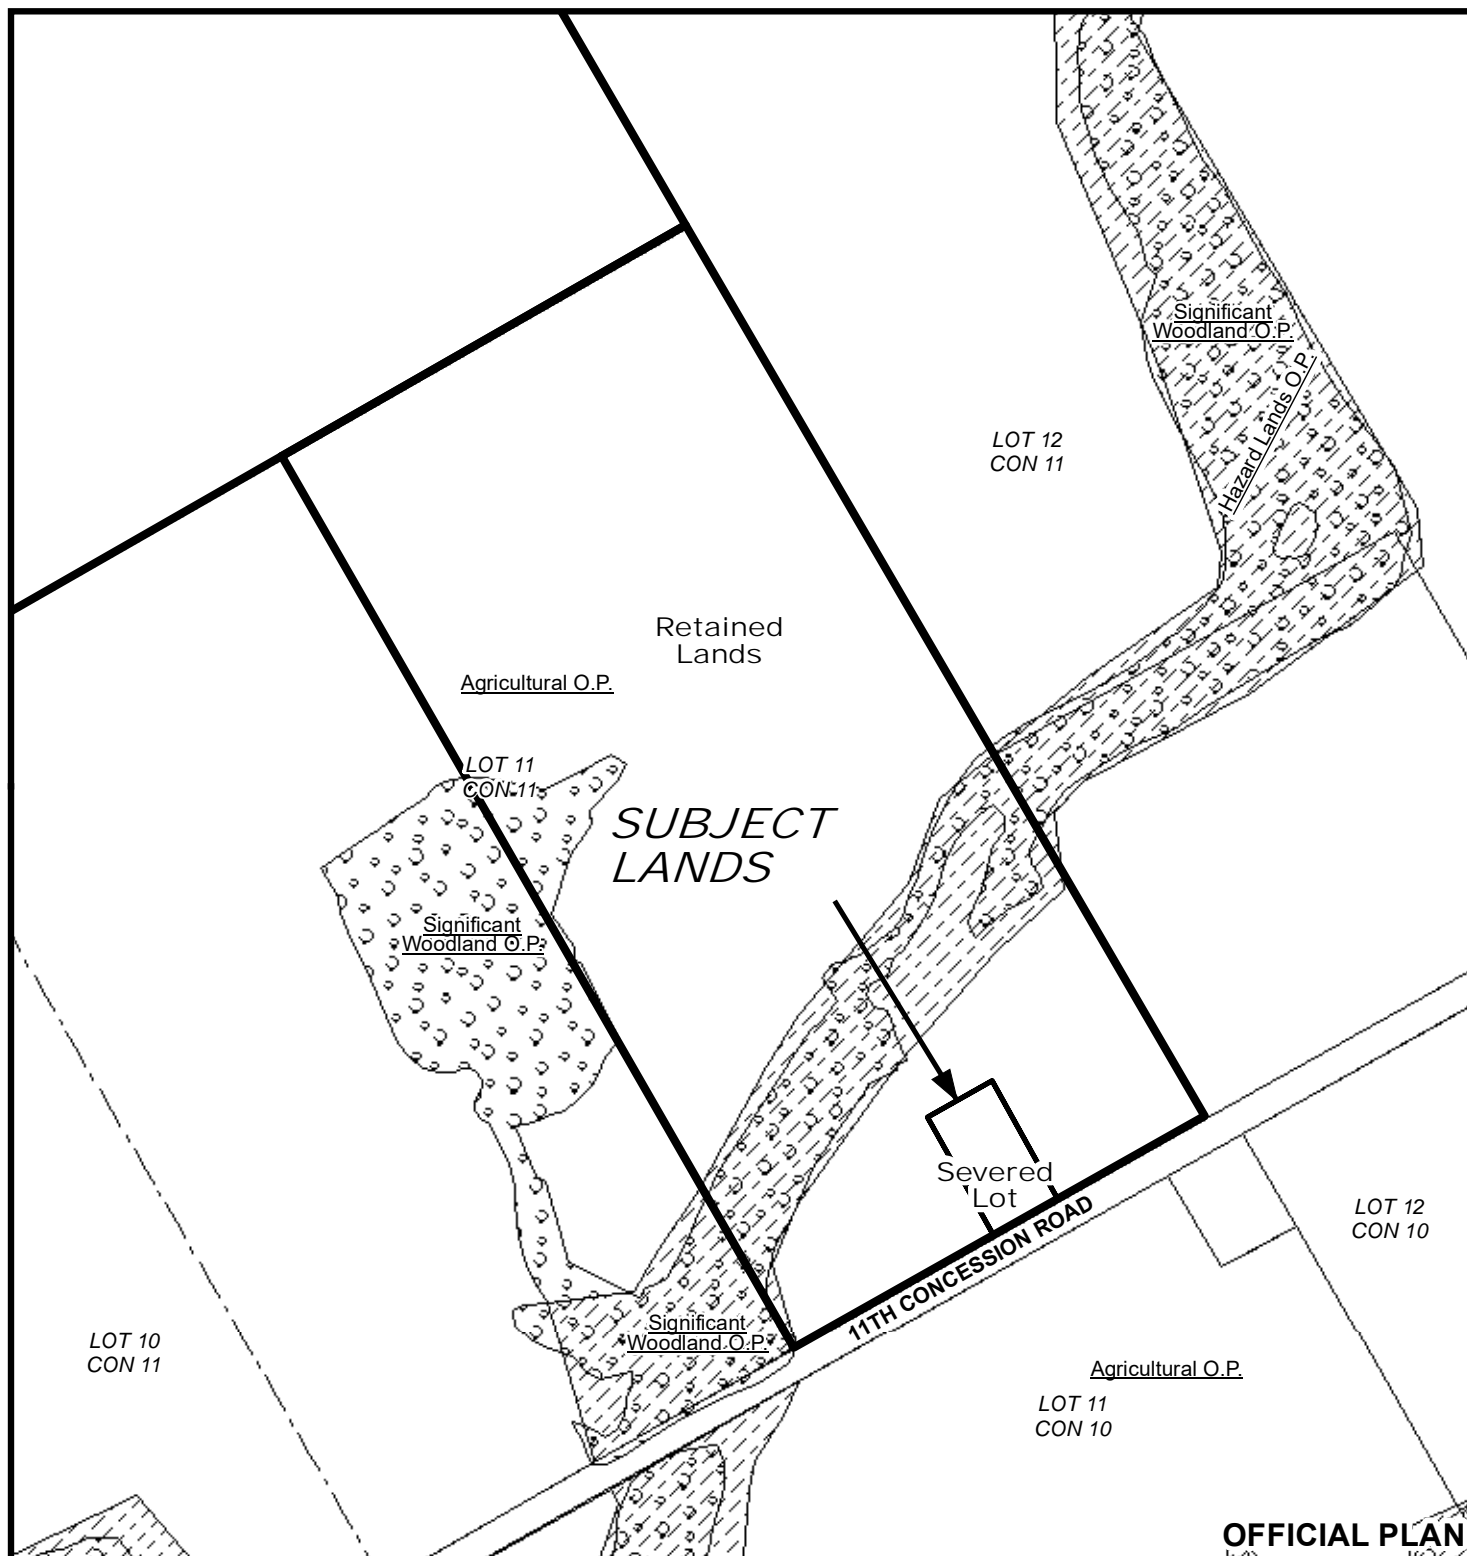 Significant
Woodland O.P.
Hazard Lands O.P.
LOT 12
CON 11
Retained
Lands
Agricultural O.P.
LOT 11
CON 11
SUBJECT
LANDS
Significant
Woodland O.P.
Severed
Lot
11TH CONCESSION ROAD
LOT 12
CON 10
Significant
Woodland O.P.
LOT 10
CON 11
Agricultural O.P.
LOT 11
CON 10
OFFICIAL PLAN